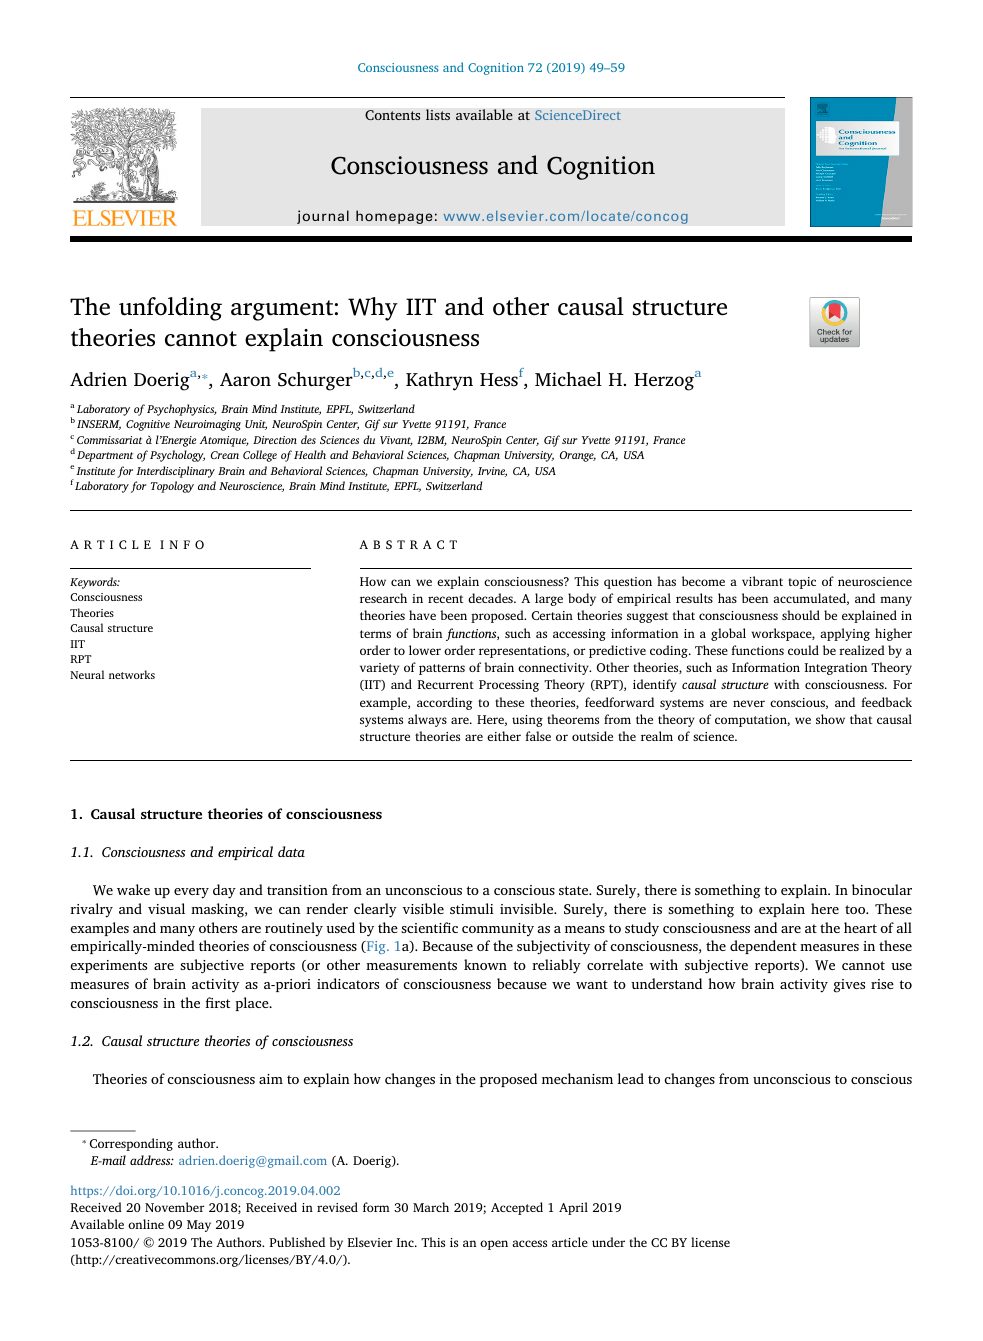 Consciousness and Cognition 72 (2019) 49–59
Contents lists available at ScienceDirect
Consciousness and Cognition
journal homepage: www.elsevier.com/locate/concog
ELSEVIER
Consciousness
and
Cognition
The unfolding argument: Why IIT and other causal structure
theories cannot explain consciousness
Check for
updates
Adrien Doerig a,⁎, Aaron Schurger b,c,d,e, Kathryn Hess f, Michael H. Herzog a
a Laboratory of Psychophysics, Brain Mind Institute, EPFL, Switzerland
b INSERM, Cognitive Neuroimaging Unit, NeuroSpin Center, Gif sur Yvette 91191, France
c Commissariat à l'Energie Atomique, Direction des Sciences du Vivant, I2BM, NeuroSpin Center, Gif sur Yvette 91191, France
d Department of Psychology, Crean College of Health and Behavioral Sciences, Chapman University, Orange, CA, USA
e Institute for Interdisciplinary Brain and Behavioral Sciences, Chapman University, Irvine, CA, USA
f Laboratory for Topology and Neuroscience, Brain Mind Institute, EPFL, Switzerland
ARTICLE INFO
Keywords:
Consciousness
Theories
Causal structure
IIT
RPT
Neural networks
ABSTRACT
How can we explain consciousness? This question has become a vibrant topic of neuroscience
research in recent decades. A large body of empirical results has been accumulated, and many
theories have been proposed. Certain theories suggest that consciousness should be explained in
terms of brain functions, such as accessing information in a global workspace, applying higher
order to lower order representations, or predictive coding. These functions could be realized by a
variety of patterns of brain connectivity. Other theories, such as Information Integration Theory
(IIT) and Recurrent Processing Theory (RPT), identify causal structure with consciousness. For
example, according to these theories, feedforward systems are never conscious, and feedback
systems always are. Here, using theorems from the theory of computation, we show that causal
structure theories are either false or outside the realm of science.
1. Causal structure theories of consciousness
1.1. Consciousness and empirical data
We wake up every day and transition from an unconscious to a conscious state. Surely, there is something to explain. In binocular
rivalry and visual masking, we can render clearly visible stimuli invisible. Surely, there is something to explain here too. These
examples and many others are routinely used by the scientific community as a means to study consciousness and are at the heart of all
empirically-minded theories of consciousness (Fig. 1a). Because of the subjectivity of consciousness, the dependent measures in these
experiments are subjective reports (or other measurements known to reliably correlate with subjective reports). We cannot use
measures of brain activity as a-priori indicators of consciousness because we want to understand how brain activity gives rise to
consciousness in the first place.
1.2. Causal structure theories of consciousness
Theories of consciousness aim to explain how changes in the proposed mechanism lead to changes from unconscious to conscious
⁎ Corresponding author.
E-mail address: adrien.doerig@gmail.com (A. Doerig).
https://doi.org/10.1016/j.concog.2019.04.002
Received 20 November 2018; Received in revised form 30 March 2019; Accepted 1 April 2019
Available online 09 May 2019
1053-8100/ © 2019 The Authors. Published by Elsevier Inc. This is an open access article under the CC BY license
(http://creativecommons.org/licenses/BY/4.0/).